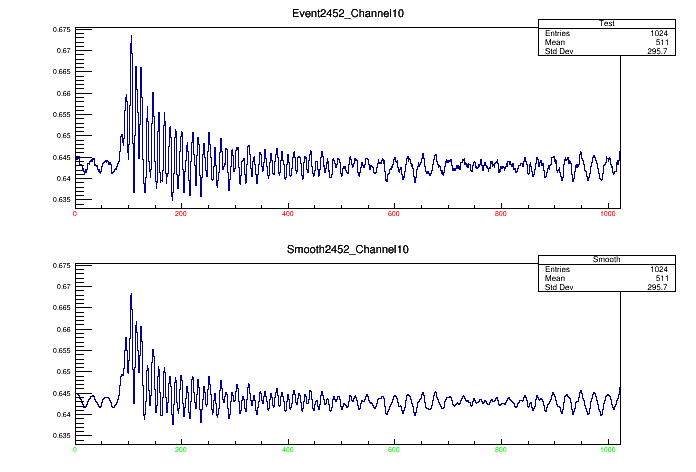 Event2452_Channel10
Test
Entries 1024
Mean 511
Std Dev 295.7
0.675
0.67
0.665
0.66
0.655
0.65
0.645
0.64
0.635
0 200 400 600 800 1000
Smooth2452_Channel10
Smooth
Entries 1024
Mean 511
Std Dev 295.7
0.675
0.67
0.665
0.66
0.655
0.65
0.645
0.64
0.635
0 200 400 600 800 1000